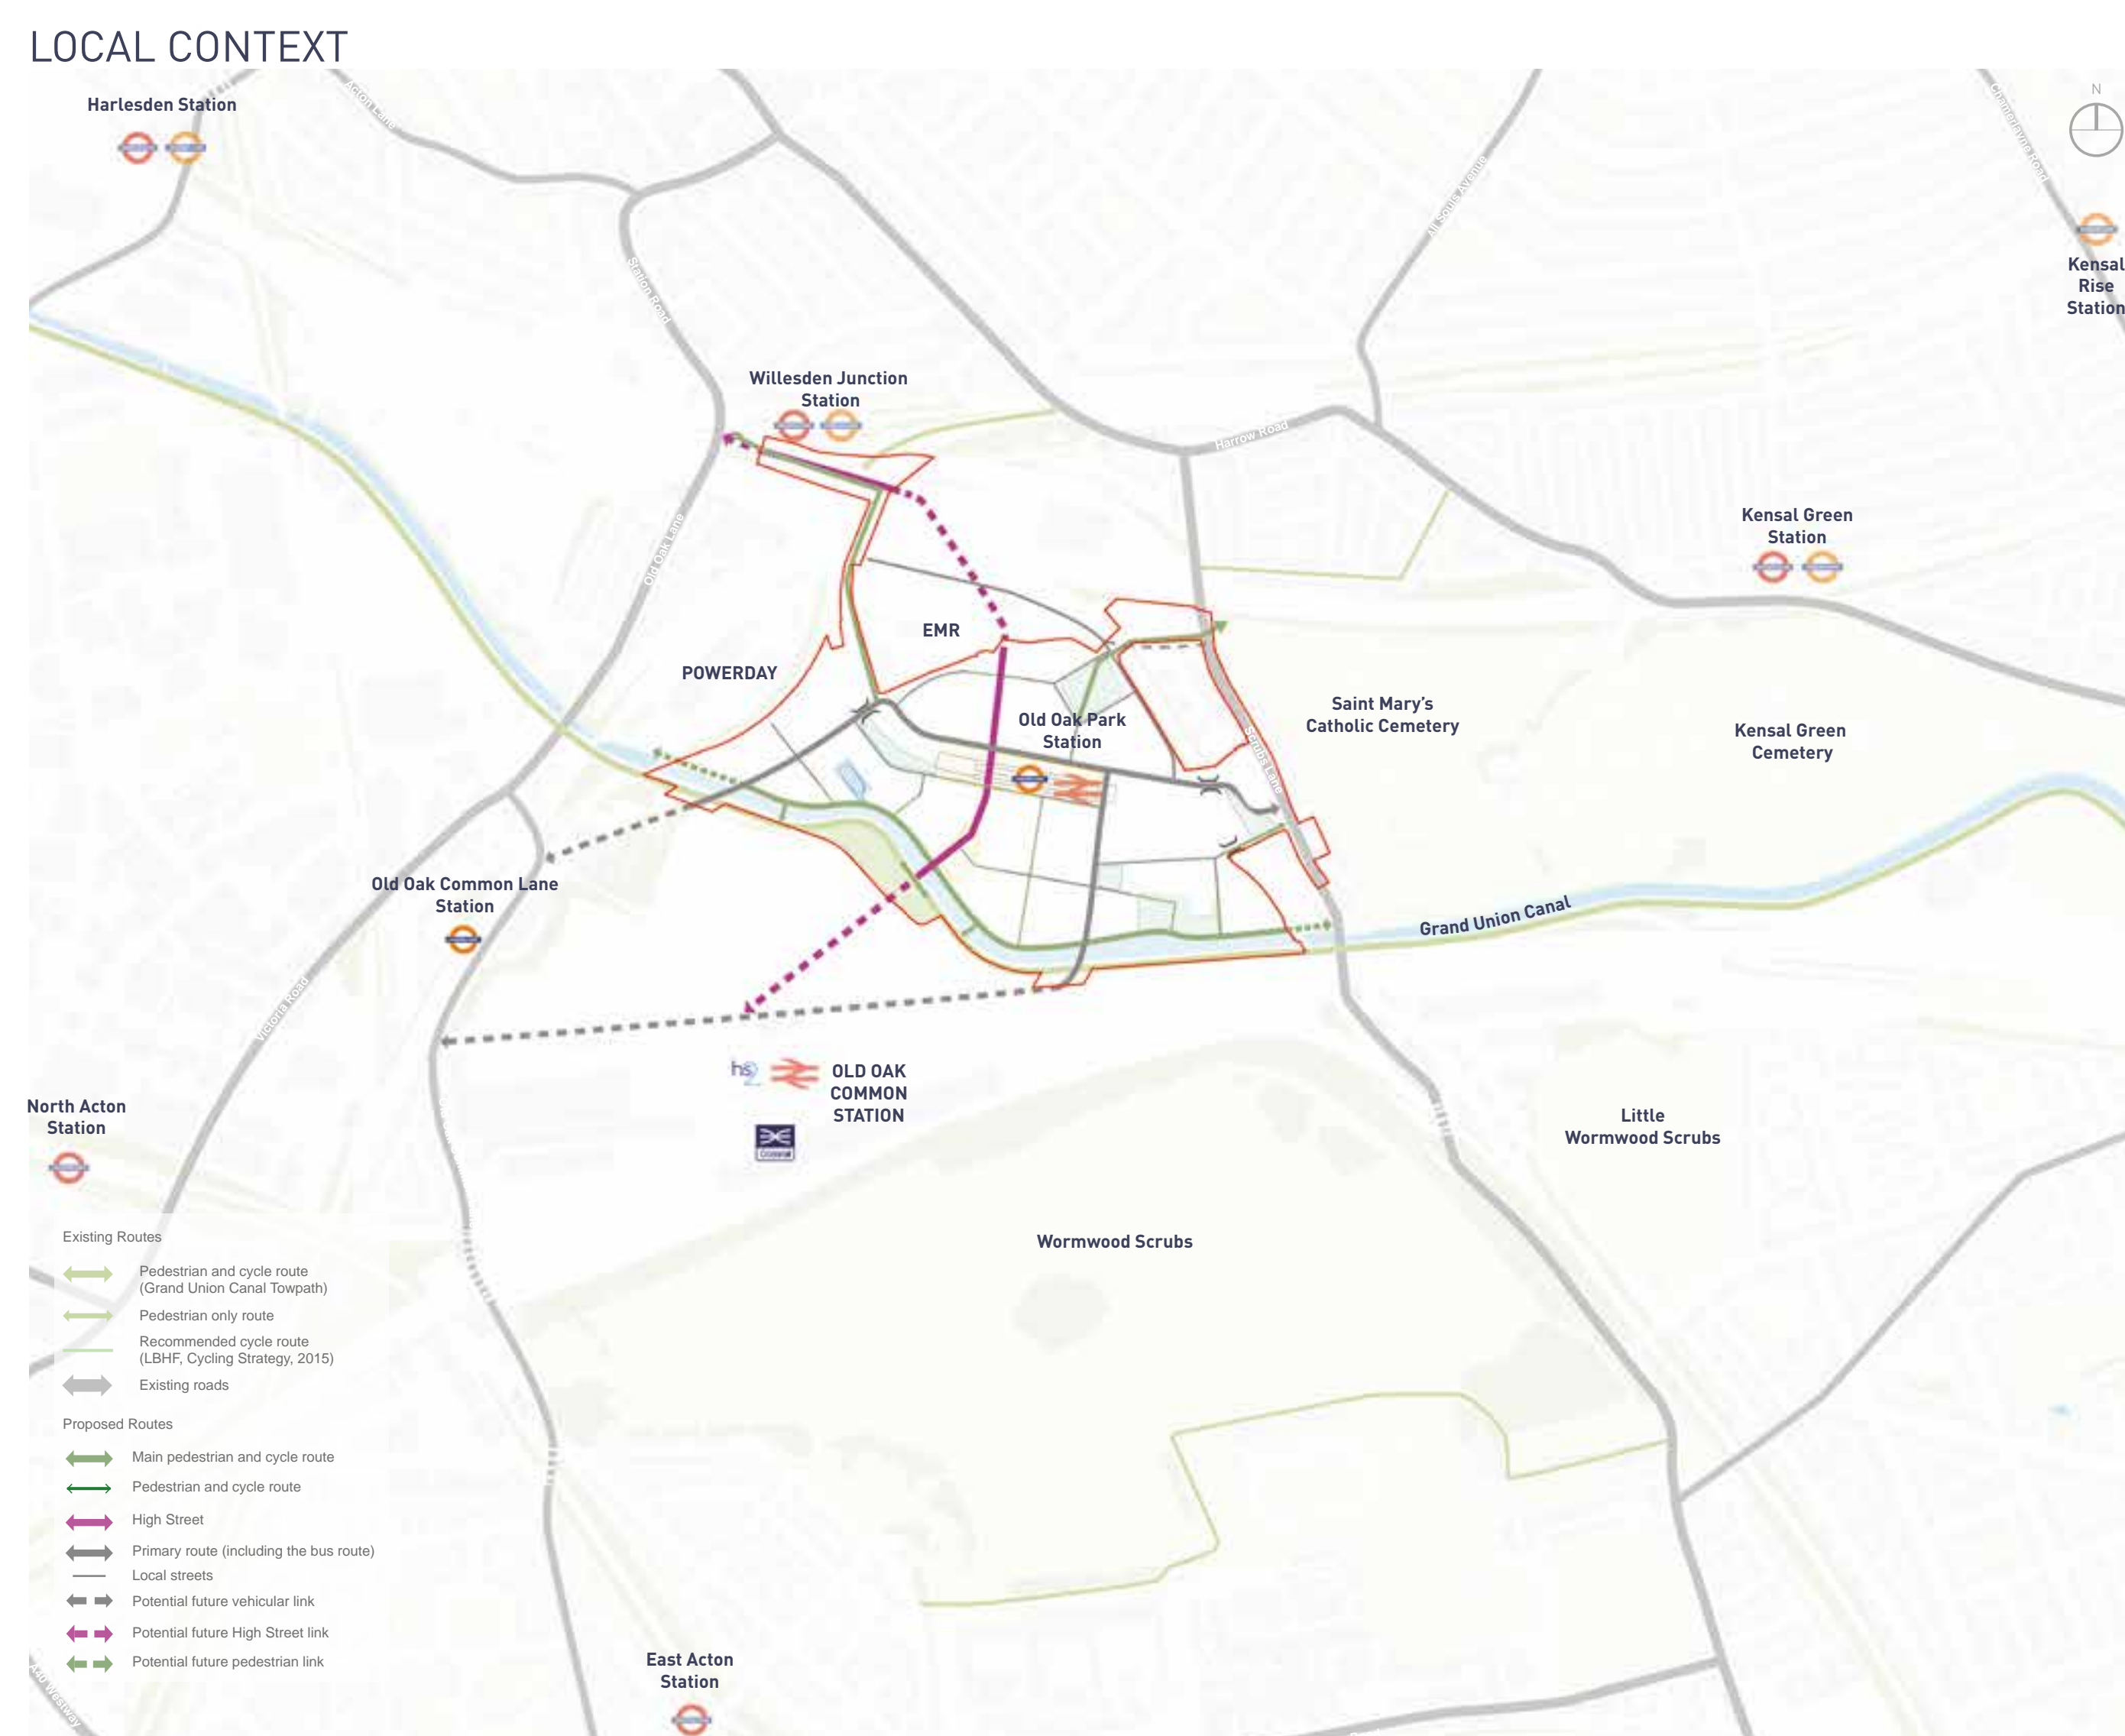 LOCAL CONTEXT
Harlesden Station
Acton Lane
N
Chamberlayne Road
All Souls Avenue
Kensal
Rise
Station
Station Road
Willesden Junction
Station
Harrow Road
Kensal Green
Station
Old Oak Lane
EMR
POWERDAY
Old Oak Park
Station
Saint Mary's
Catholic Cemetery
Kensal Green
Cemetery
Scrubs Lane
Old Oak Common Lane
Station
Grand Union Canal
Victoria Road
hs2
OLD OAK
COMMON
STATION
North Acton
Station
Little
Wormwood Scrubs
Wormwood Scrubs
Existing Routes
Pedestrian and cycle route
(Grand Union Canal Towpath)
Pedestrian only route
Recommended cycle route
(LBHF, Cycling Strategy, 2015)
Existing roads
Proposed Routes
Main pedestrian and cycle route
Pedestrian and cycle route
High Street
Primary route (including the bus route)
Local streets
Potential future vehicular link
Potential future High Street link
Potential future pedestrian link
A40 Westway
East Acton
Station